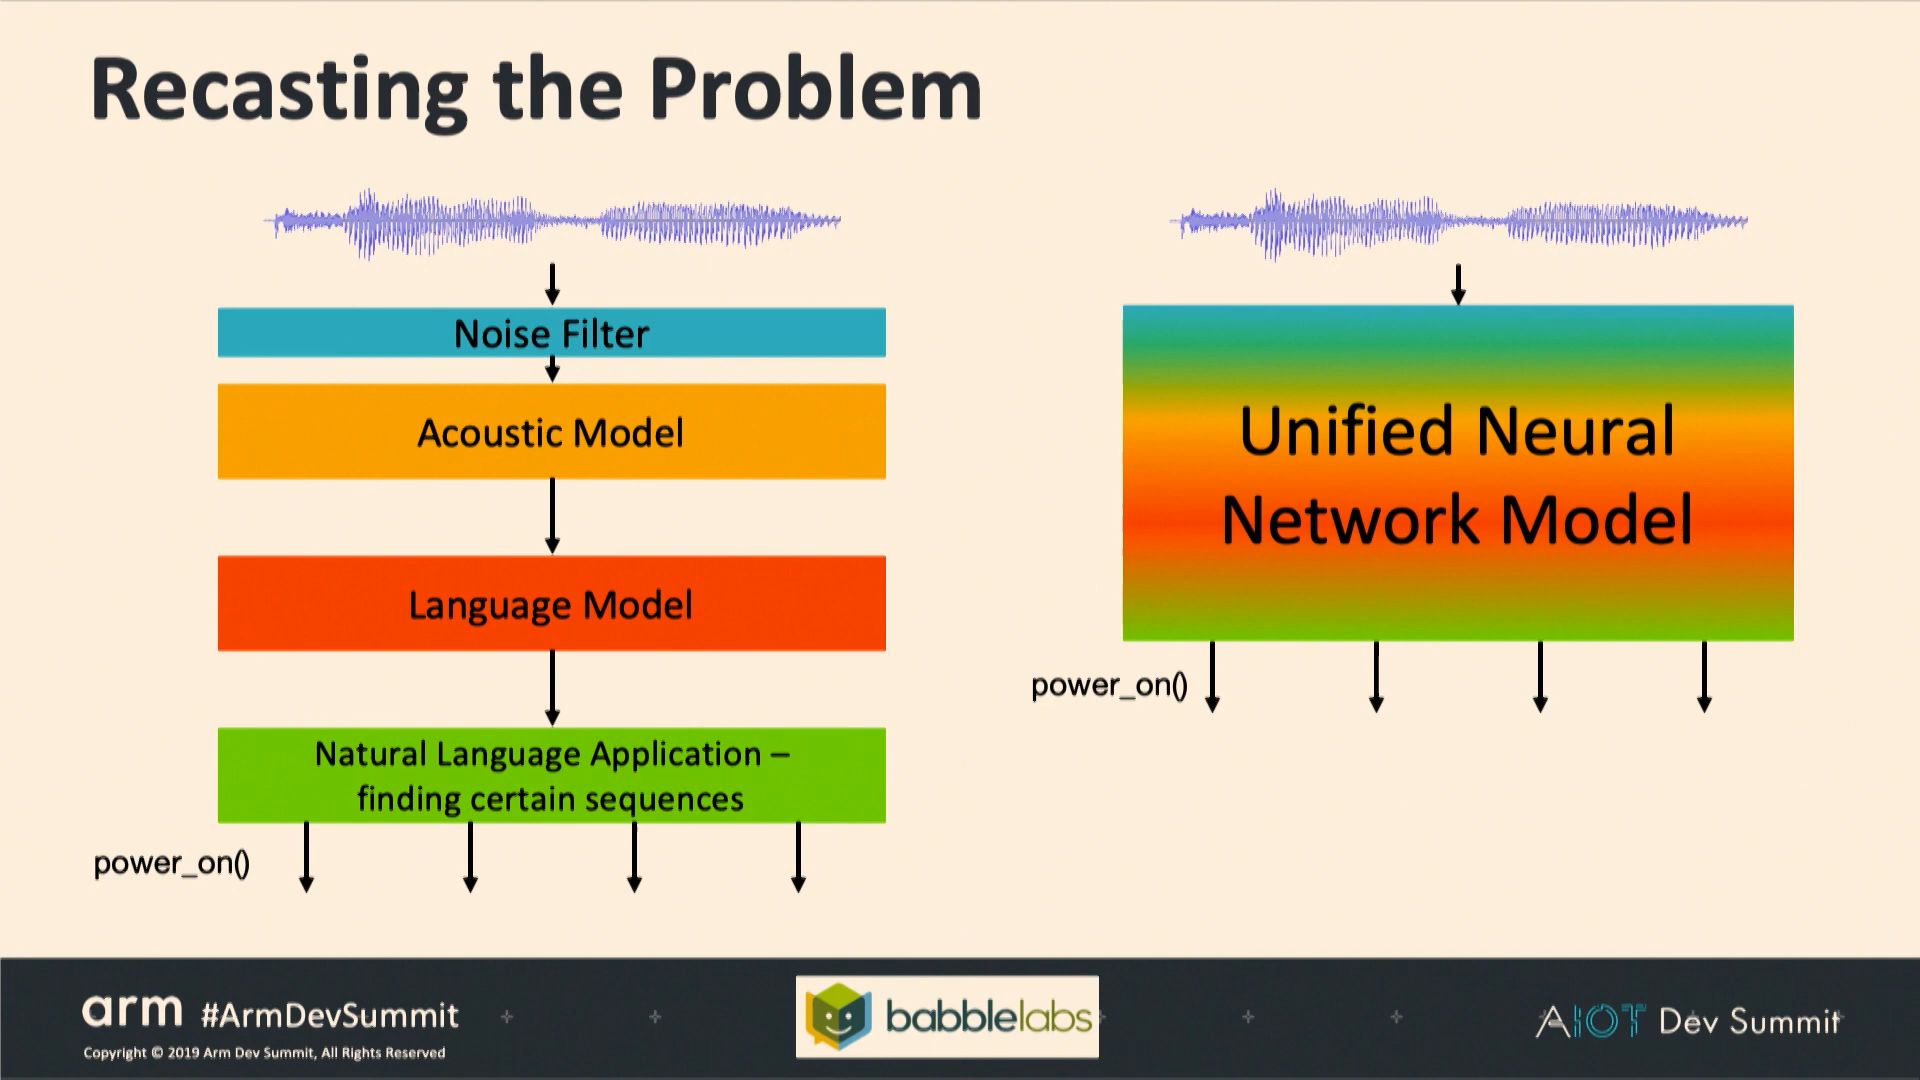 Recasting the Problem
Noise Filter
Acoustic Model
Language Model
Natural Language Application –
finding certain sequences
power_on()
Unified Neural
Network Model
power_on()
arm #ArmDevSummit
Copyright © 2019 Arm Dev Summit, All Rights Reserved
babblelabs
AIOT Dev Summit